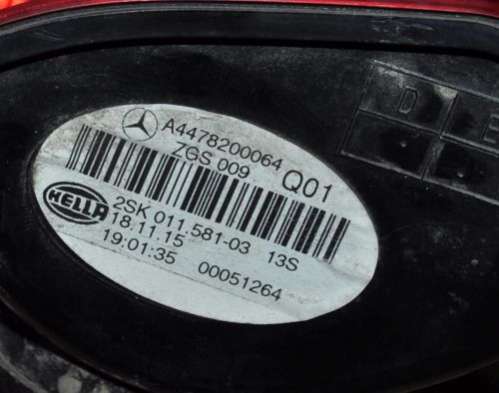 A4478200064
ZGS 009
Q01
HELLA
2SK 011.581-03 13S
18.11.15
19:01:35 00051264
D E